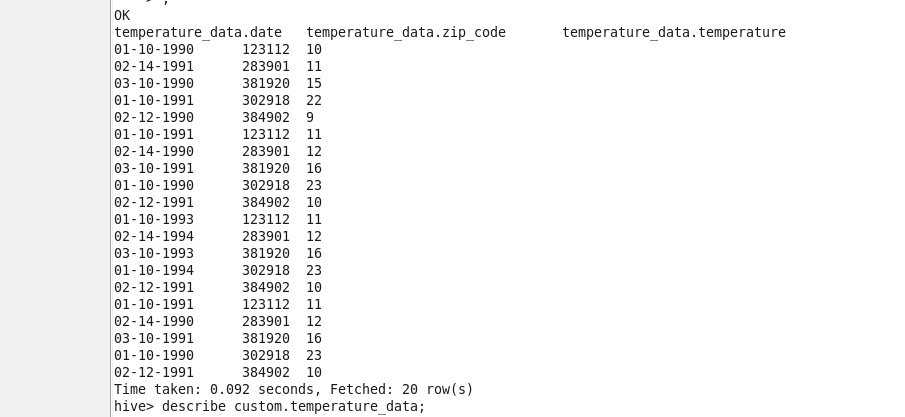 > ;
OK
temperature_data.date temperature_data.zip_code temperature_data.temperature
01-10-1990 123112 10
02-14-1991 283901 11
03-10-1990 381920 15
01-10-1991 302918 22
02-12-1990 384902 9
01-10-1991 123112 11
02-14-1990 283901 12
03-10-1991 381920 16
01-10-1990 302918 23
02-12-1991 384902 10
01-10-1993 123112 11
02-14-1994 283901 12
03-10-1993 381920 16
01-10-1994 302918 23
02-12-1991 384902 10
01-10-1991 123112 11
02-14-1990 283901 12
03-10-1991 381920 16
01-10-1990 302918 23
02-12-1991 384902 10
Time taken: 0.092 seconds, Fetched: 20 row(s)
hive> describe custom.temperature_data;